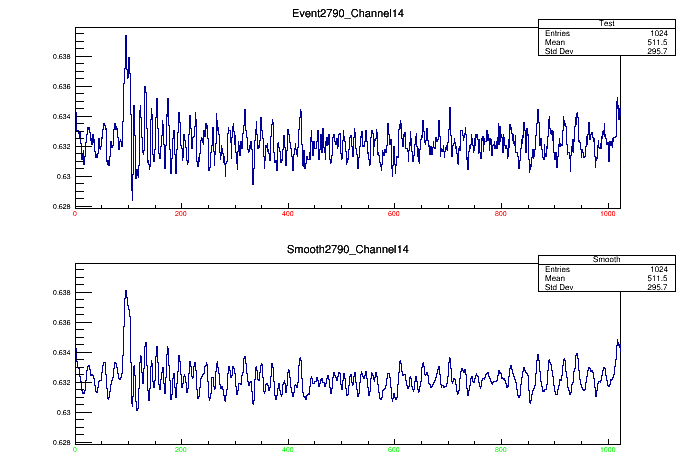 Event2790_Channel14
Test
Entries 1024
Mean 511.5
Std Dev 295.7
0.638
0.636
0.634
0.632
0.63
0.628
0 200 400 600 800 1000
Smooth2790_Channel14
Smooth
Entries 1024
Mean 511.5
Std Dev 295.7
0.638
0.636
0.634
0.632
0.63
0.628
0 200 400 600 800 1000